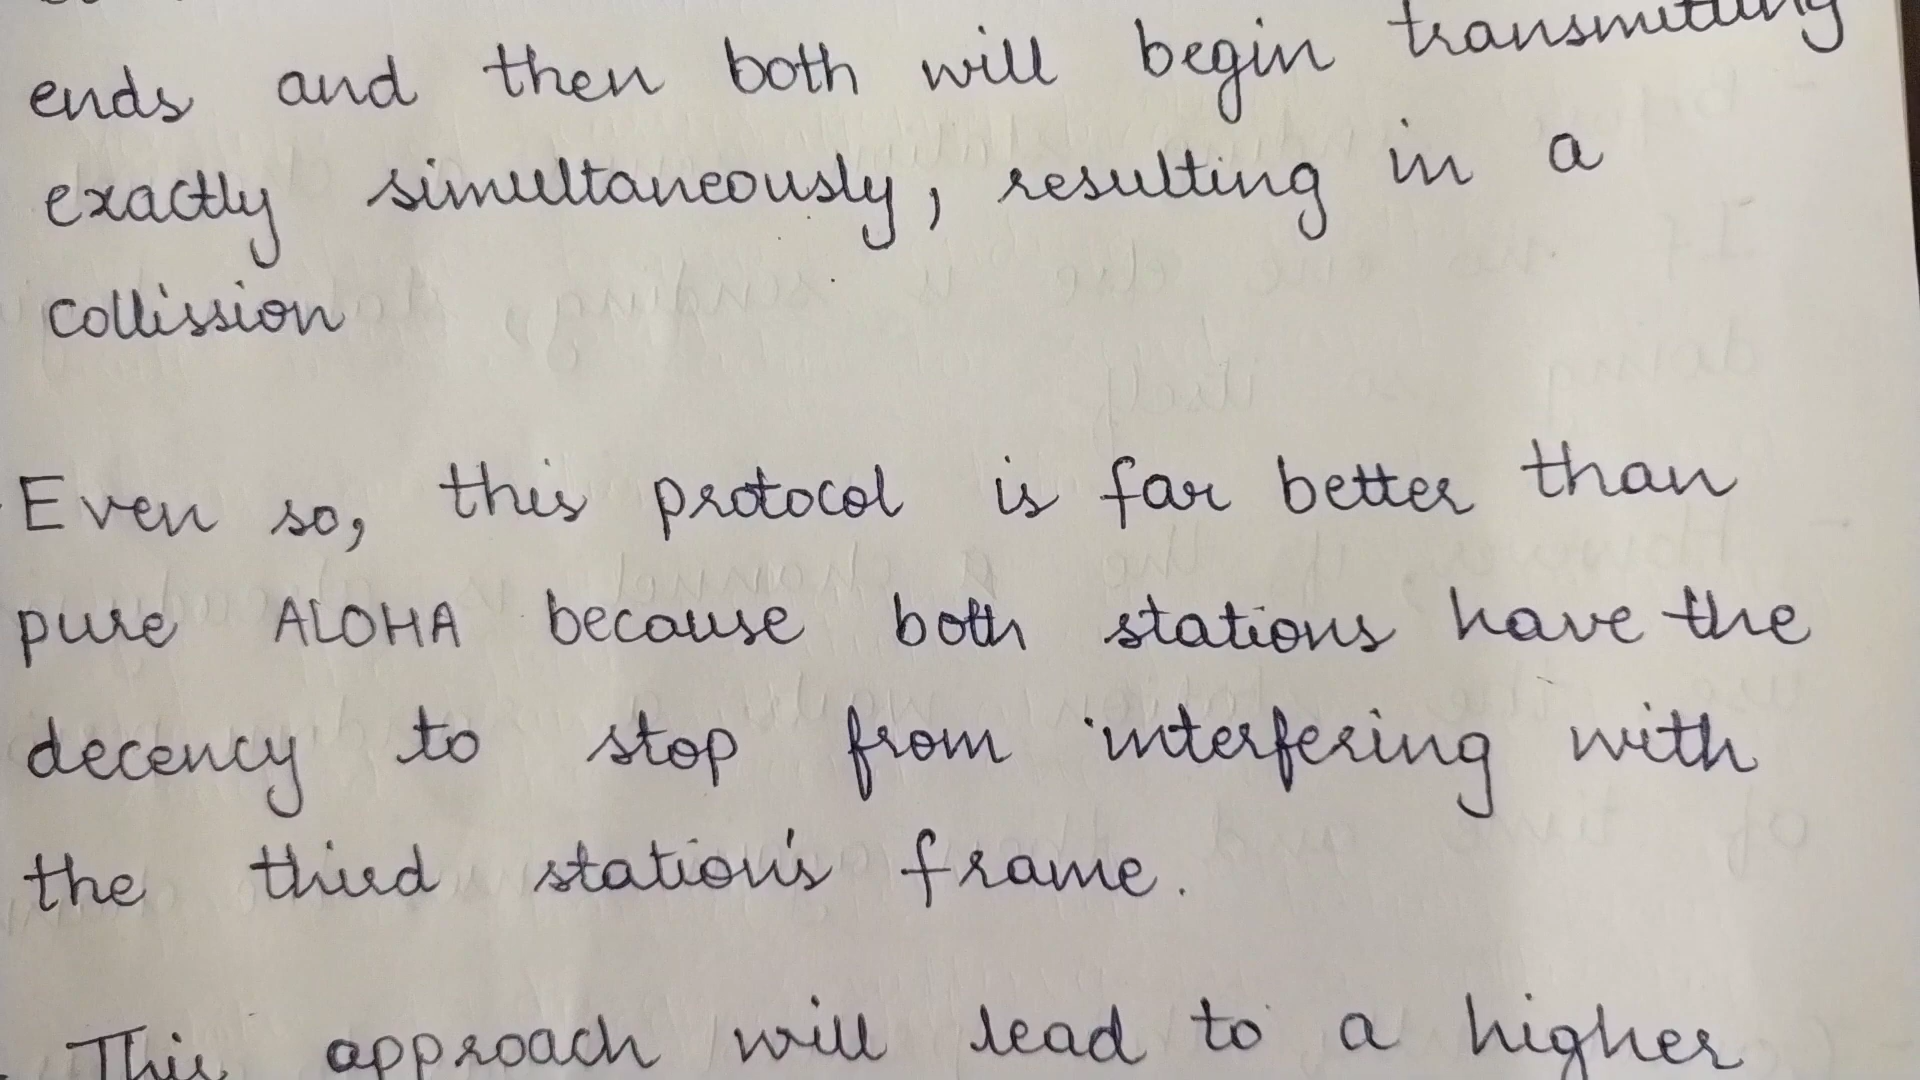 ends and then both will begin transmitting
exactly simultaneously, resulting in a
collission
Even so, this protocol is far better than
pure ALOHA because both stations have the
decency to stop from interfering with
the third station's frame.
This approach will lead to a higher